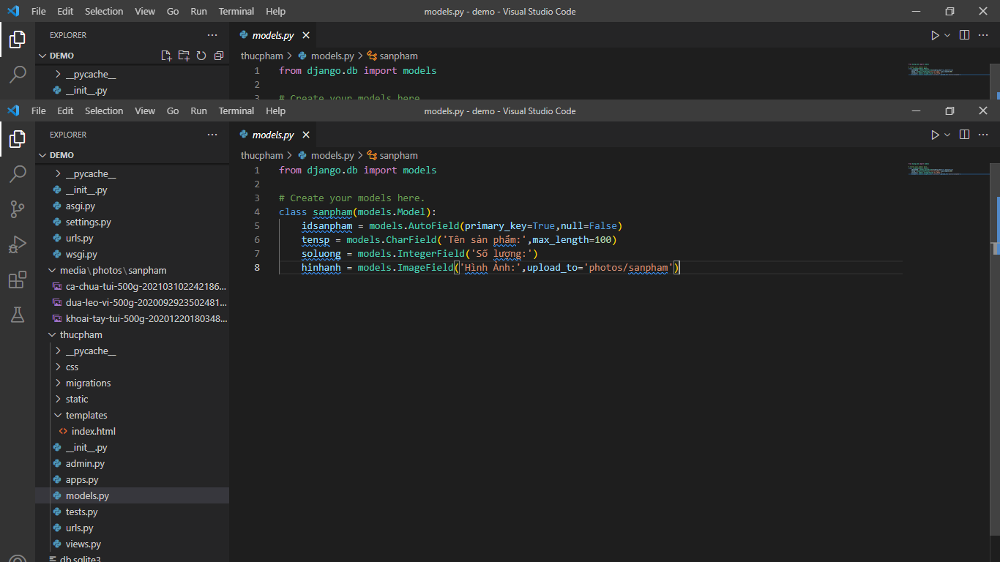 File Edit Selection View Go Run Terminal Help models.py - demo - Visual Studio Code
EXPLORER
models.py
DEMO
thucpham > models.py > sanpham
__pycache__
__init__.py
1 from django.db import models
2
3 # Create your models here.
File Edit Selection View Go Run Terminal Help models.py - demo - Visual Studio Code
EXPLORER
DEMO
__pycache__
__init__.py
asgi.py
settings.py
urls.py
wsgi.py
media\photos\sanpham
ca-chua-tui-500g-202103102242186...
dua-leo-vi-500g-2020092923502481...
khoai-tay-tui-500g-20201220180348...
thucpham
__pycache__
css
migrations
static
templates
index.html
__init__.py
admin.py
apps.py
models.py
tests.py
urls.py
views.py
db.sqlite3
models.py
thucpham > models.py > sanpham
1 from django.db import models
2
3 # Create your models here.
4 class sanpham(models.Model):
5 idsanpham = models.AutoField(primary_key=True,null=False)
6 tensp = models.CharField('Tên sản phẩm:',max_length=100)
7 soluong = models.IntegerField('Số lượng:')
8 hinhanh = models.ImageField('Hình Ảnh:',upload_to='photos/sanpham')